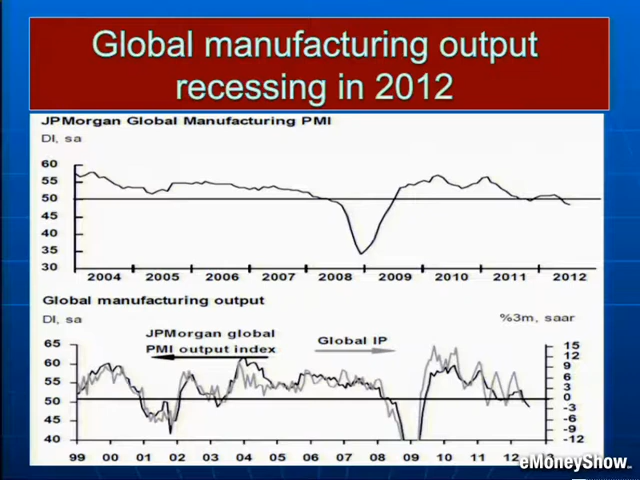 Global manufacturing output
recessing in 2012
JPMorgan Global Manufacturing PMI
DI, sa
60
55
50
45
40
35
30
2004 2005 2006 2007 2008 2009 2010 2011 2012
Global manufacturing output
DI, sa %3m, saar
JPMorgan global Global IP
PMI output index
65 15
60 12
55 9
50 6
45 3
40 0
-3
-6
-9
-12
99 00 01 02 03 04 05 06 07 08 09 10 11 12 13
eMoneyShow